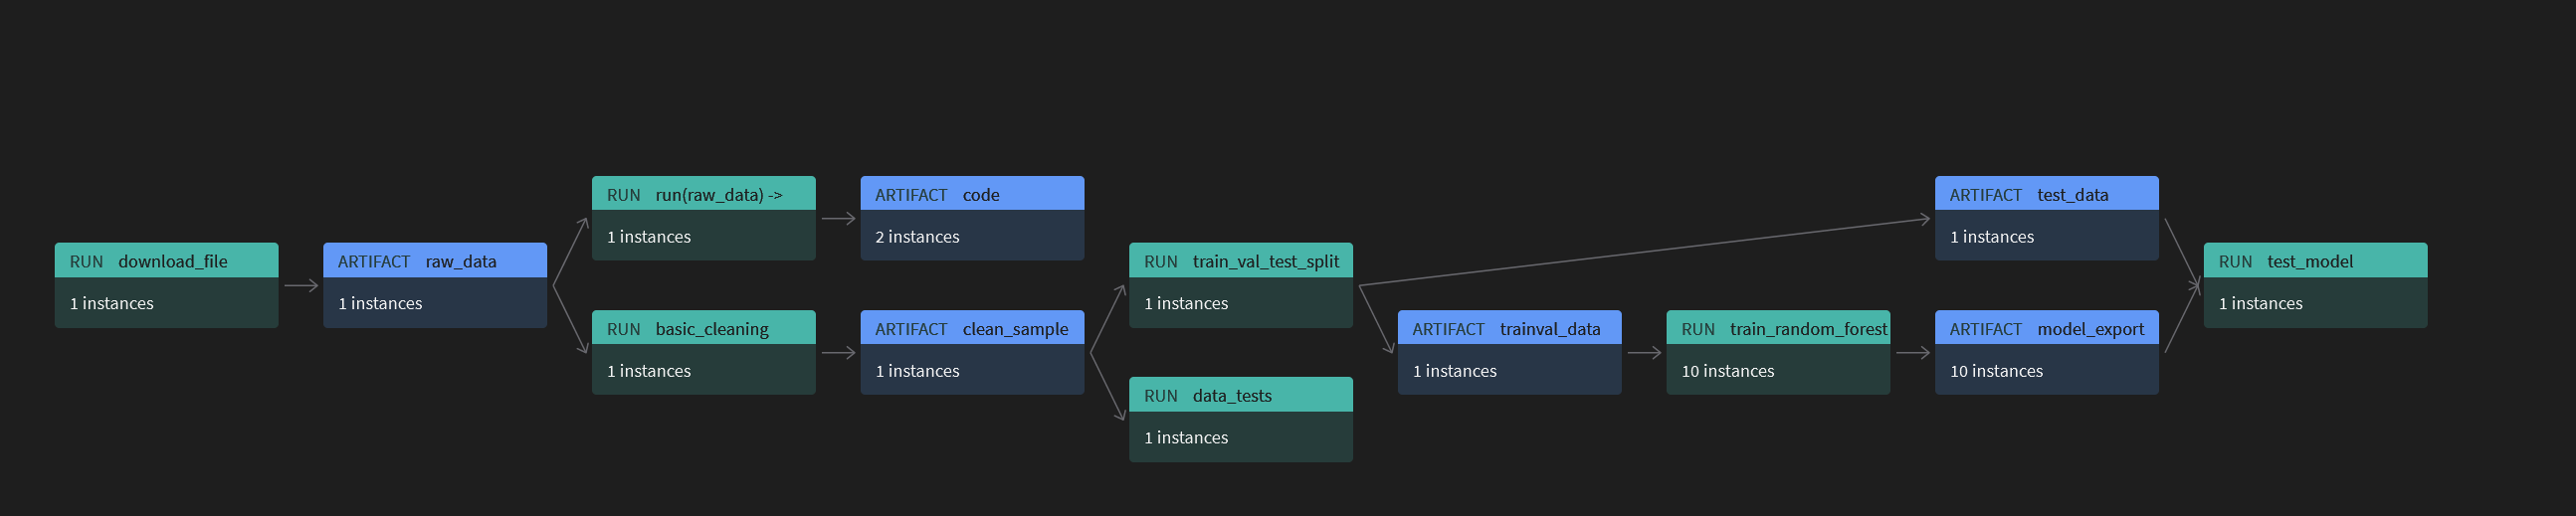 RUN download_file
1 instances
ARTIFACT raw_data
1 instances
RUN run(raw_data) ->
1 instances
ARTIFACT code
2 instances
RUN basic_cleaning
1 instances
ARTIFACT clean_sample
1 instances
RUN train_val_test_split
1 instances
RUN data_tests
1 instances
ARTIFACT trainval_data
1 instances
RUN train_random_forest
10 instances
ARTIFACT test_data
1 instances
ARTIFACT model_export
10 instances
RUN test_model
1 instances